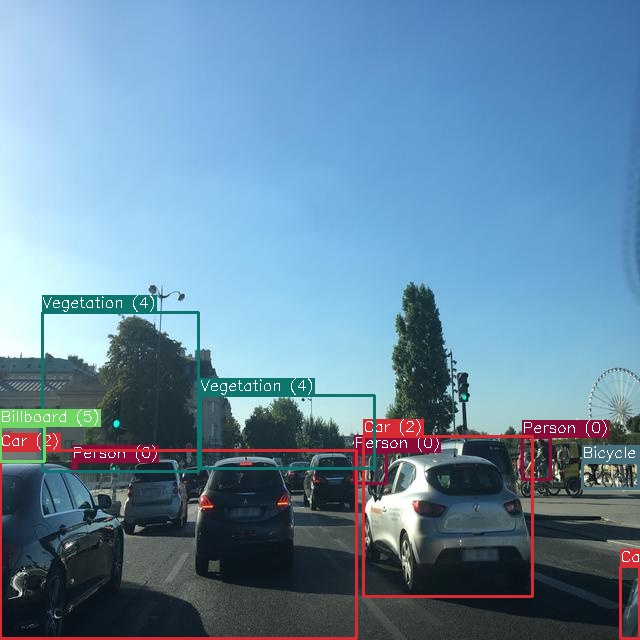 Vegetation (4)
Vegetation (4)
Billboard (5)
Car (2)
Person (0)
Car (2)
Person (0)
Person (0)
Bicycle
Ca